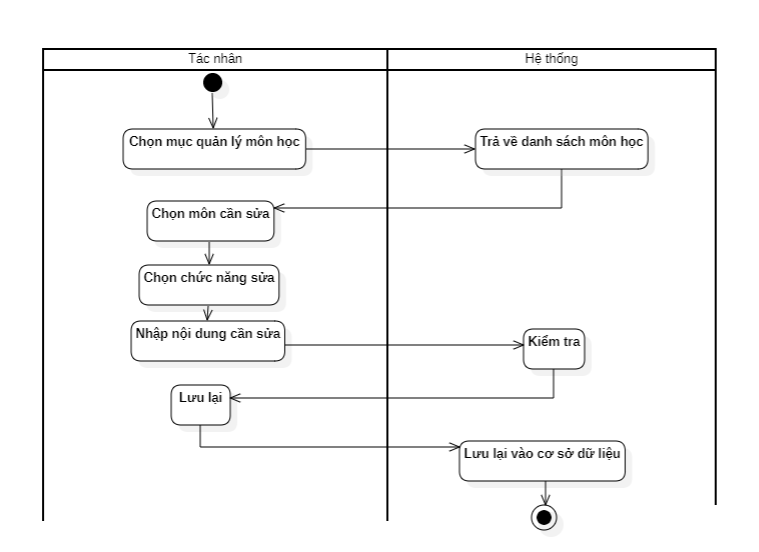 Tác nhân
Hệ thống
Chọn mục quản lý môn học
Trả về danh sách môn học
Chọn môn cần sửa
Chọn chức năng sửa
Nhập nội dung cần sửa
Kiểm tra
Lưu lại
Lưu lại vào cơ sở dữ liệu